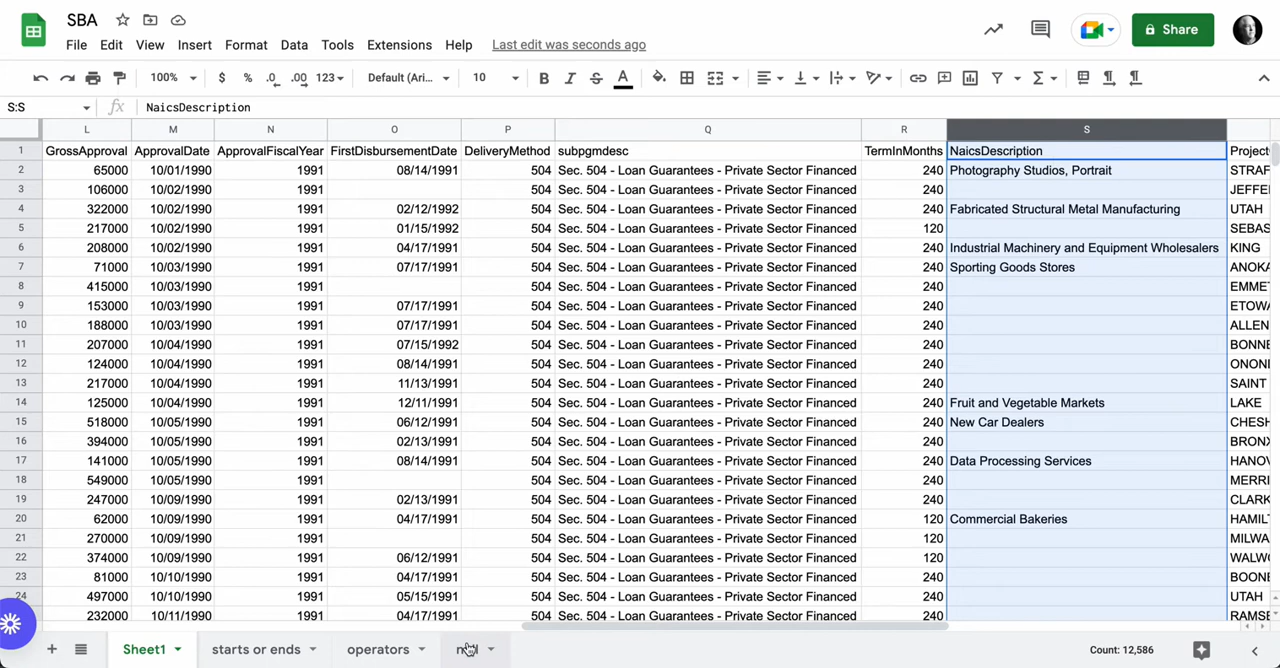 SBA
File Edit View Insert Format Data Tools Extensions Help Last edit was seconds ago
Share
100% $ % .0 .00 123 Default (Ari... 10 B I S A
S:S fx NaicsDescription
L M N O P Q R S
1 GrossApproval ApprovalDate ApprovalFiscalYear FirstDisbursementDate DeliveryMethod subpgmdesc TermInMonths NaicsDescription Project
2 65000 10/01/1990 1991 08/14/1991 504 Sec. 504 - Loan Guarantees - Private Sector Financed 240 Photography Studios, Portrait STRAF
3 106000 10/02/1990 1991 504 Sec. 504 - Loan Guarantees - Private Sector Financed 240 JEFFE
4 322000 10/02/1990 1991 02/12/1992 504 Sec. 504 - Loan Guarantees - Private Sector Financed 240 Fabricated Structural Metal Manufacturing UTAH
5 217000 10/02/1990 1991 01/15/1992 504 Sec. 504 - Loan Guarantees - Private Sector Financed 120 SEBAS
6 208000 10/02/1990 1991 04/17/1991 504 Sec. 504 - Loan Guarantees - Private Sector Financed 240 Industrial Machinery and Equipment Wholesalers KING
7 71000 10/03/1990 1991 07/17/1991 504 Sec. 504 - Loan Guarantees - Private Sector Financed 240 Sporting Goods Stores ANOKA
8 415000 10/03/1990 1991 504 Sec. 504 - Loan Guarantees - Private Sector Financed 240 EMMET
9 153000 10/03/1990 1991 07/17/1991 504 Sec. 504 - Loan Guarantees - Private Sector Financed 240 ETOWA
10 188000 10/03/1990 1991 07/17/1991 504 Sec. 504 - Loan Guarantees - Private Sector Financed 240 ALLEN
11 207000 10/04/1990 1991 07/15/1992 504 Sec. 504 - Loan Guarantees - Private Sector Financed 240 BONNE
12 124000 10/04/1990 1991 08/14/1991 504 Sec. 504 - Loan Guarantees - Private Sector Financed 240 ONONI
13 217000 10/04/1990 1991 11/13/1991 504 Sec. 504 - Loan Guarantees - Private Sector Financed 240 SAINT
14 125000 10/04/1990 1991 12/11/1991 504 Sec. 504 - Loan Guarantees - Private Sector Financed 240 Fruit and Vegetable Markets LAKE
15 518000 10/05/1990 1991 06/12/1991 504 Sec. 504 - Loan Guarantees - Private Sector Financed 240 New Car Dealers CHESH
16 394000 10/05/1990 1991 02/13/1991 504 Sec. 504 - Loan Guarantees - Private Sector Financed 240 BRONX
17 141000 10/05/1990 1991 08/14/1991 504 Sec. 504 - Loan Guarantees - Private Sector Financed 240 Data Processing Services HANOV
18 549000 10/05/1990 1991 504 Sec. 504 - Loan Guarantees - Private Sector Financed 240 MERRI
19 247000 10/09/1990 1991 02/13/1991 504 Sec. 504 - Loan Guarantees - Private Sector Financed 240 CLARK
20 62000 10/09/1990 1991 04/17/1991 504 Sec. 504 - Loan Guarantees - Private Sector Financed 120 Commercial Bakeries HAMIL
21 270000 10/09/1990 1991 504 Sec. 504 - Loan Guarantees - Private Sector Financed 120 MILWA
22 374000 10/09/1990 1991 06/12/1991 504 Sec. 504 - Loan Guarantees - Private Sector Financed 120 WALWO
23 81000 10/10/1990 1991 04/17/1991 504 Sec. 504 - Loan Guarantees - Private Sector Financed 240 BOONE
24 497000 10/10/1990 1991 05/15/1991 504 Sec. 504 - Loan Guarantees - Private Sector Financed 240 UTAH
232000 10/11/1990 1991 04/17/1991 504 Sec. 504 - Loan Guarantees - Private Sector Financed 240 RAMSE
Sheet1 starts or ends operators Count: 12,586